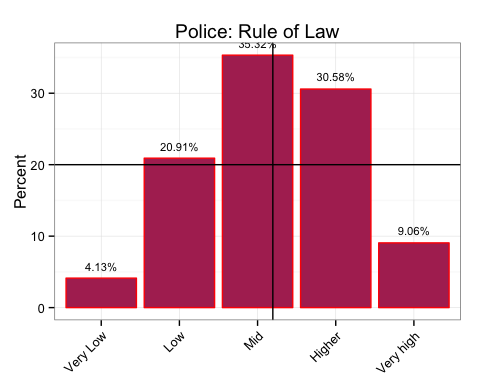 Police: Rule of Law
35.32%
30.58%
20.91%
9.06%
4.13%
Percent
30
20
10
0
Very Low
Low
Mid
Higher
Very high